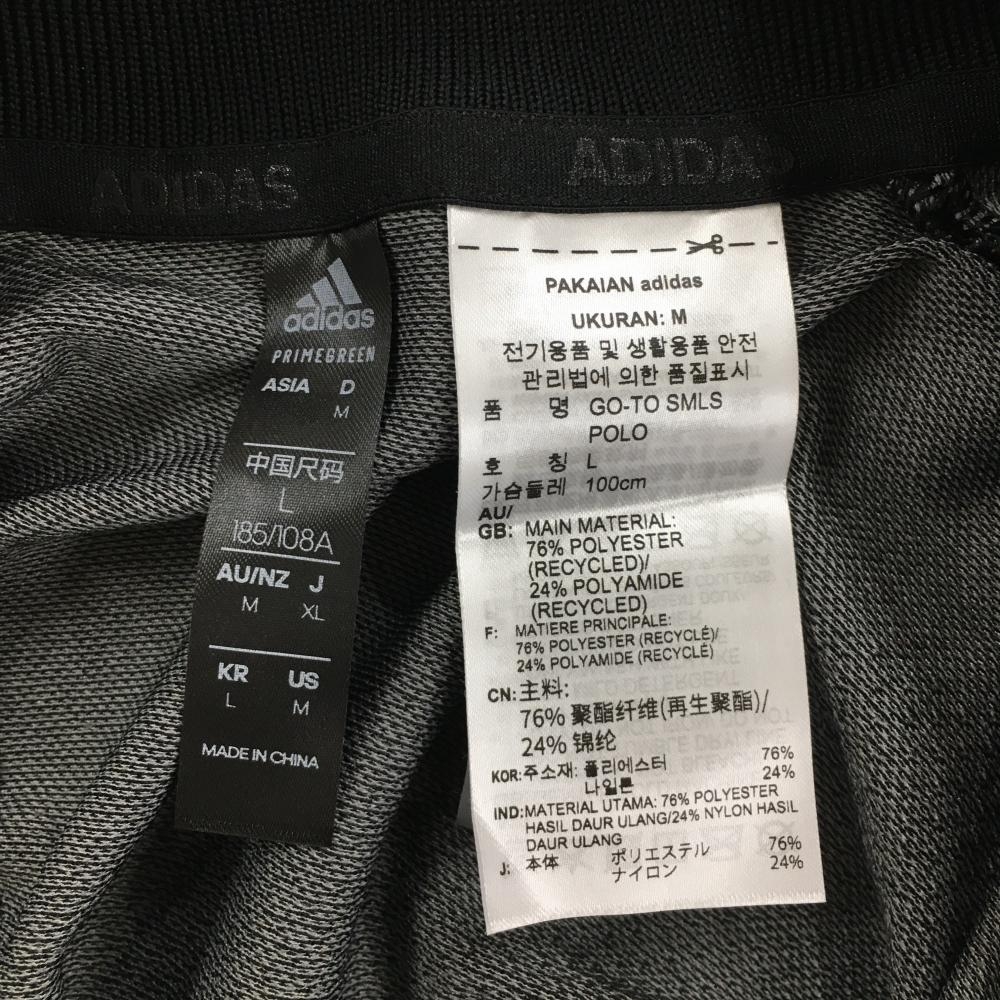 ADIDAS
ADIDAS
adidas
PRIMEGREEN
ASIA D
M
中国尺码
L
185/108A
AU/NZ J
M XL
KR US
L M
MADE IN CHINA
PAKAIAN adidas
UKURAN: M
전기용품 및 생활용품 안전
관리법에 의한 품질표시
품 명 GO-TO SMLS
POLO
호 칭 L
가슴둘레 100cm
AU/
GB: MAIN MATERIAL:
76% POLYESTER
(RECYCLED)/
24% POLYAMIDE
(RECYCLED)
F: MATIERE PRINCIPALE:
76% POLYESTER (RECYCLÉ)/
24% POLYAMIDE (RECYCLÉ)
CN: 主料:
76% 聚酯纤维(再生聚酯)/
24% 锦纶
KOR: 주소재: 폴리에스터 76%
나일론 24%
IND: MATERIAL UTAMA: 76% POLYESTER
HASIL DAUR ULANG/24% NYLON HASIL
DAUR ULANG
J: 本体 ポリエステル 76%
ナイロン 24%